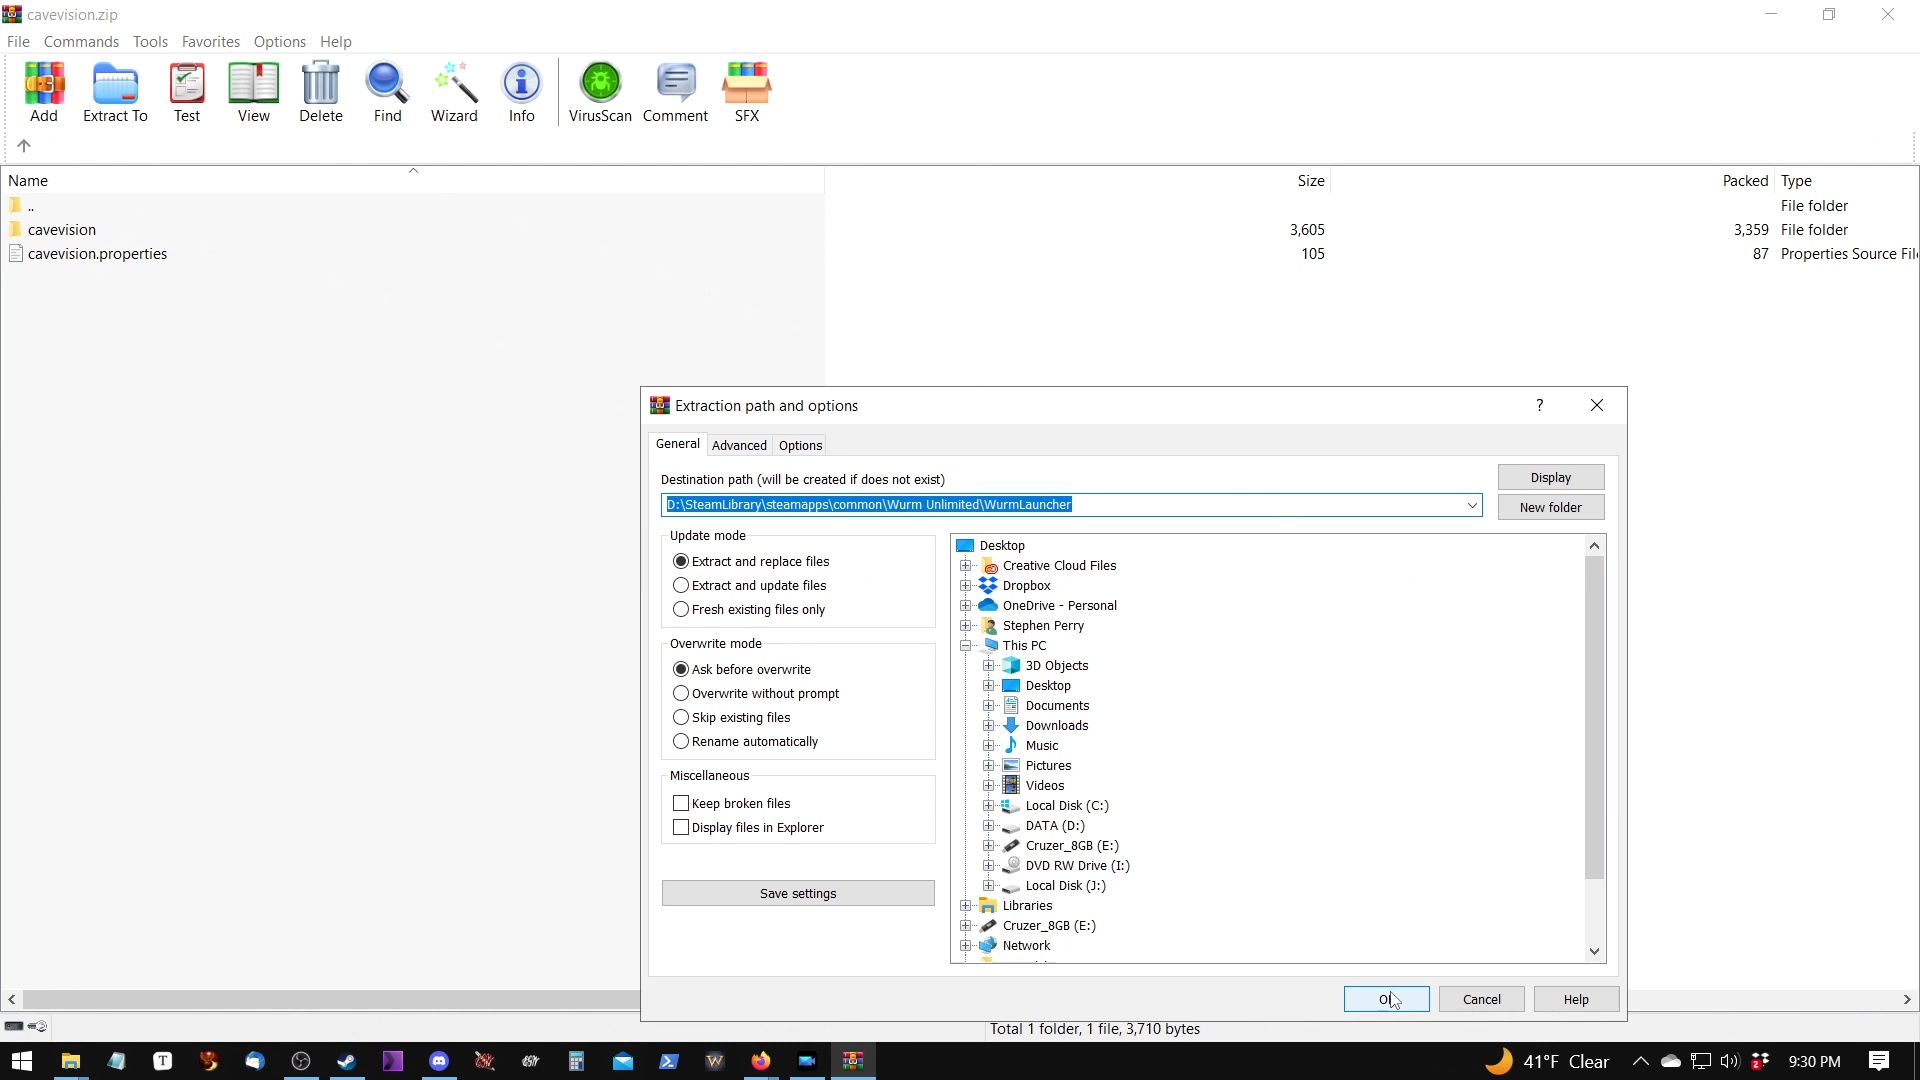 cavevision.zip
File Commands Tools Favorites Options Help
Add Extract To Test View Delete Find Wizard Info VirusScan Comment SFX
Name Size Packed Type
.. File folder
cavevision 3,605 3,359 File folder
cavevision.properties 105 87 Properties Source
Extraction path and options ?
General Advanced Options
Destination path (will be created if does not exist)
Display
D:\SteamLibrary\steamapps\common\Wurm Unlimited\WurmLauncher
New folder
Update mode
Extract and replace files
Extract and update files
Fresh existing files only
Overwrite mode
Ask before overwrite
Overwrite without prompt
Skip existing files
Rename automatically
Miscellaneous
Keep broken files
Display files in Explorer
Save settings
Desktop
Creative Cloud Files
Dropbox
OneDrive - Personal
Stephen Perry
This PC
3D Objects
Desktop
Documents
Downloads
Music
Pictures
Videos
Local Disk (C:)
DATA (D:)
Cruzer_8GB (E:)
DVD RW Drive (I:)
Local Disk (J:)
Libraries
Cruzer_8GB (E:)
Network
Cancel Help
Total 1 folder, 1 file, 3,710 bytes
41°F Clear 9:30 PM